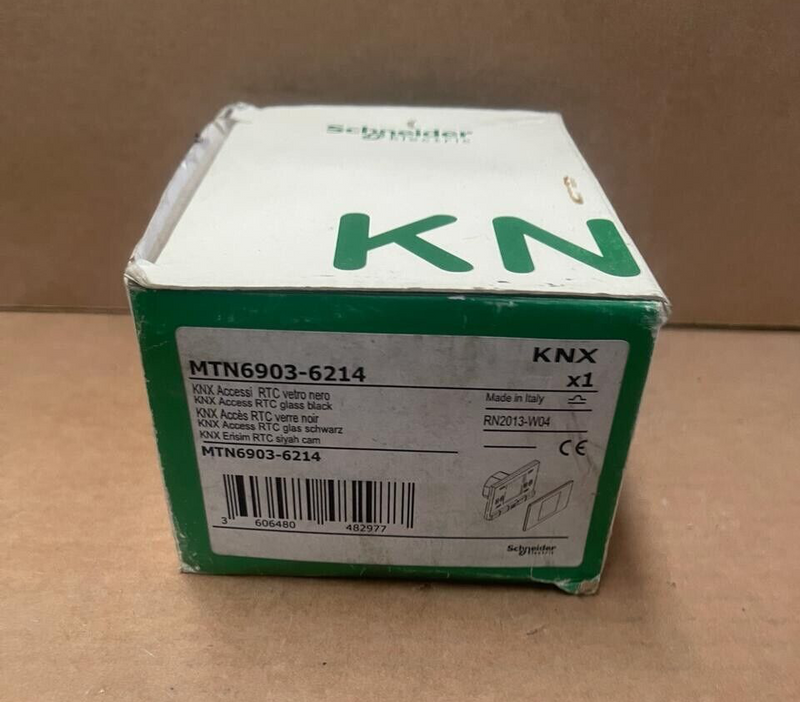 Schneider
Electric
KN
MTN6903-6214
KNX
x1
KNX Accessi RTC vetro nero
KNX Access RTC glass black
KNX Accès RTC verre noir
KNX Access RTC glas schwarz
KNX Erisim RTC siyah cam
Made in Italy
RN2013-W04
CE
MTN6903-6214
3 606480 482977
Schneider
Electric